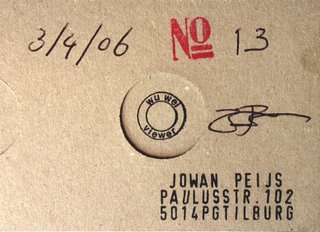 3/4/06 No 13
wu wei
viewer
JOWAN PEIJS
PAULUSSTR.102
5014PGTILBURG